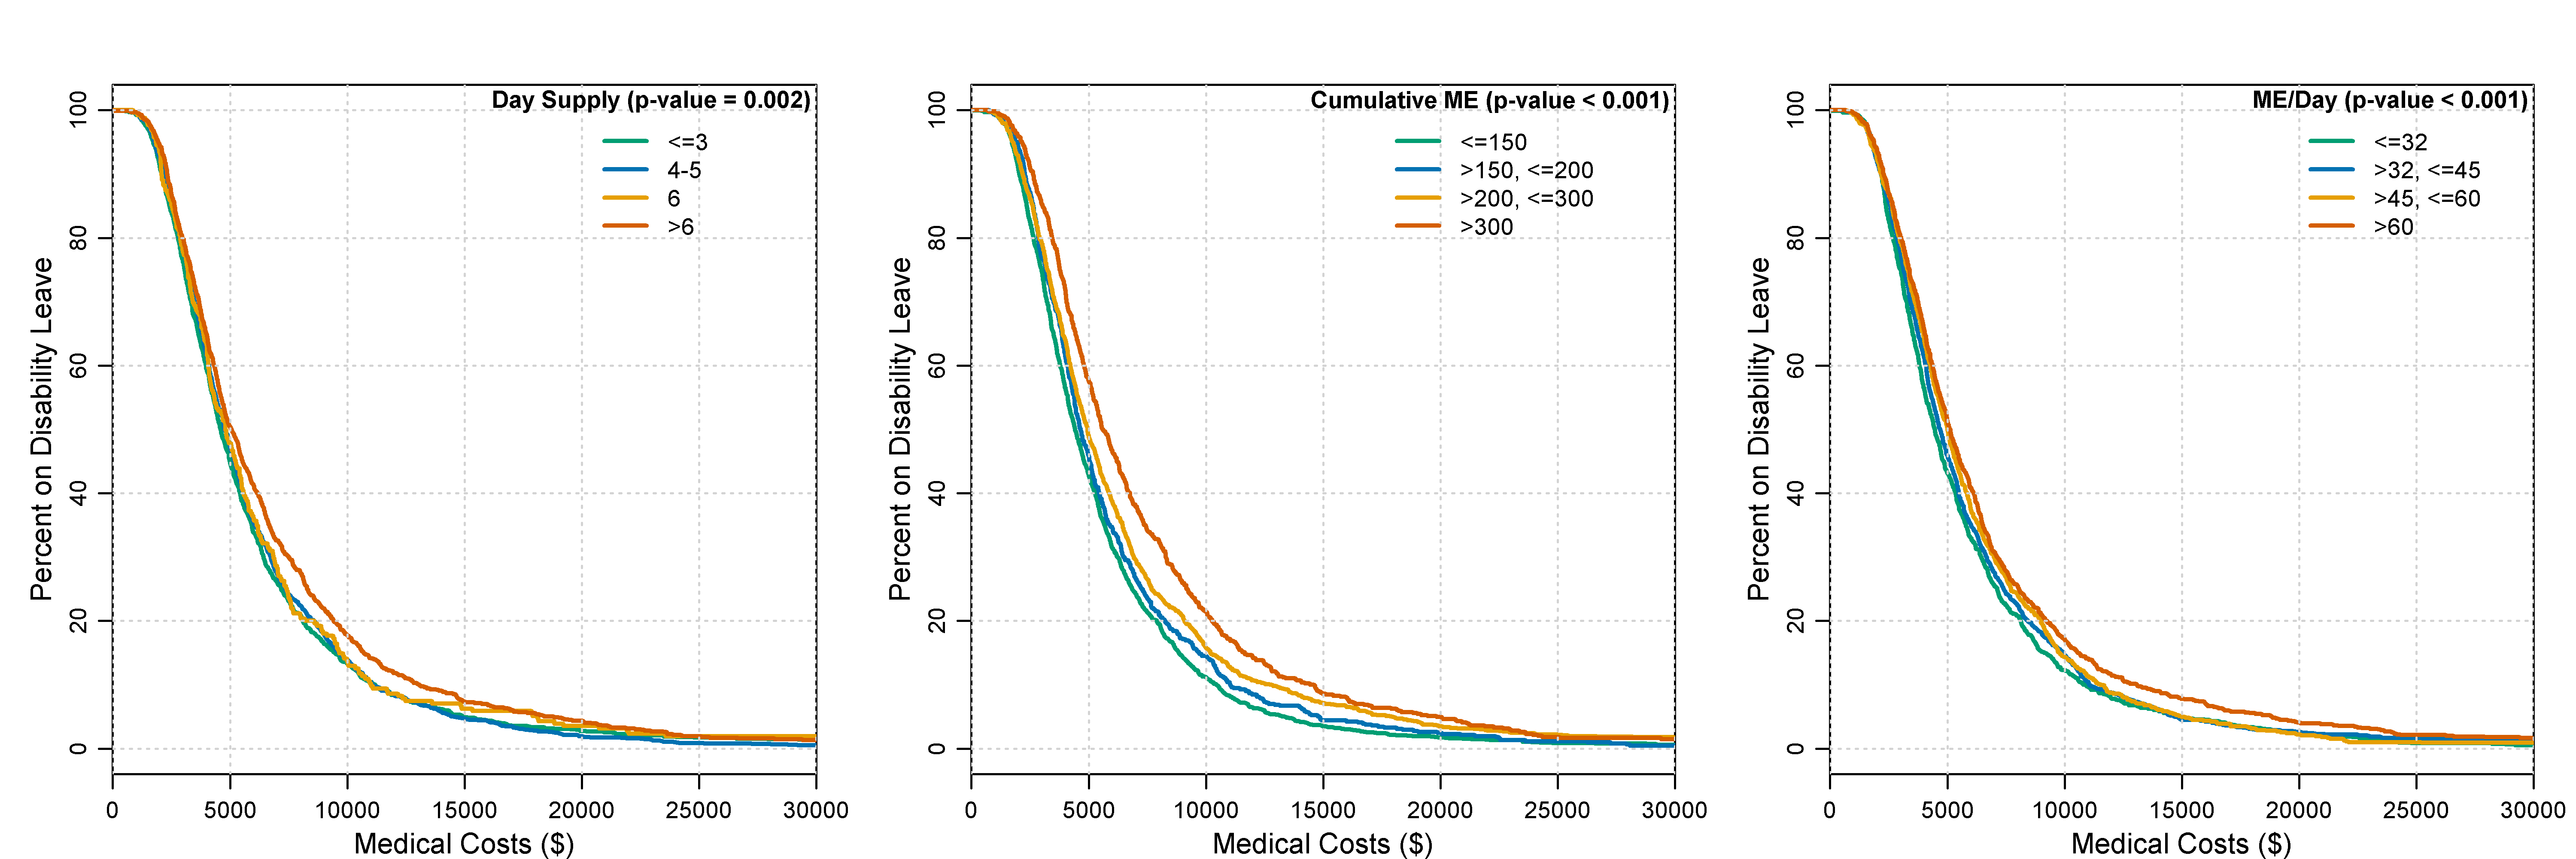 Day Supply (p-value = 0.002)
<=3
4-5
6
>6
100
80
60
40
20
0
Percent on Disability Leave
0 5000 10000 15000 20000 25000 30000
Medical Costs ($)
Cumulative ME (p-value < 0.001)
<=150
>150, <=200
>200, <=300
>300
100
80
60
40
20
0
Percent on Disability Leave
0 5000 10000 15000 20000 25000 30000
Medical Costs ($)
ME/Day (p-value < 0.001)
<=32
>32, <=45
>45, <=60
>60
100
80
60
40
20
0
Percent on Disability Leave
0 5000 10000 15000 20000 25000 30000
Medical Costs ($)